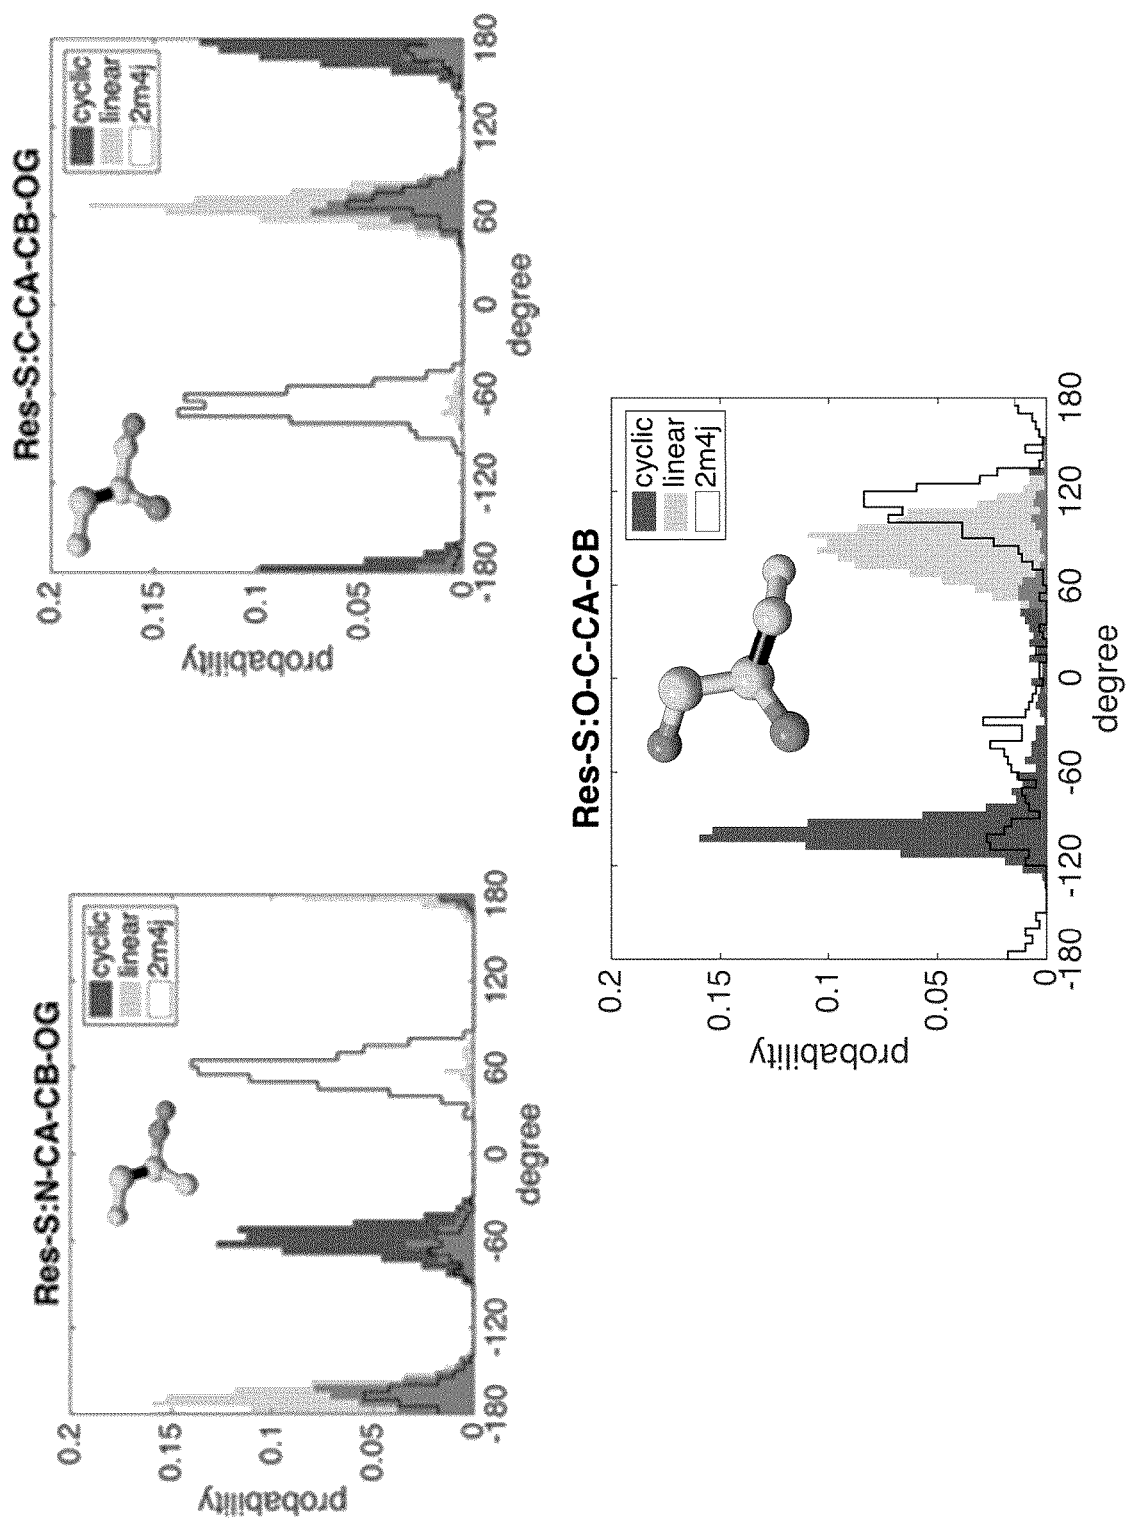 Res-S:N-CA-CB-OG
cyclic
linear
2m4j
0.2
0.15
0.1
0.05
0
probability
-180
-120
-60
0
60
120
180
degree
Res-S:C-CA-CB-OG
cyclic
linear
2m4j
0.2
0.15
0.1
0.05
0
probability
-180
-120
-60
0
60
120
180
degree
Res-S:O-C-CA-CB
cyclic
linear
2m4j
0.2
0.15
0.1
0.05
0
probability
-180
-120
-60
0
60
120
180
degree